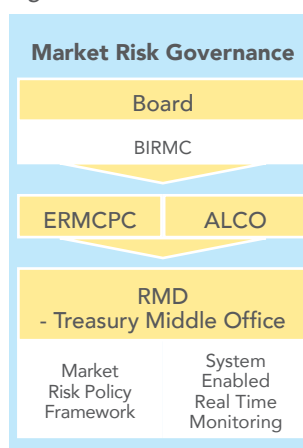 Market Risk Governance
Board
BIRMC
ERMCPC ALCO
RMD
- Treasury Middle Office
Market
Risk Policy
Framework
System
Enabled
Real Time
Monitoring